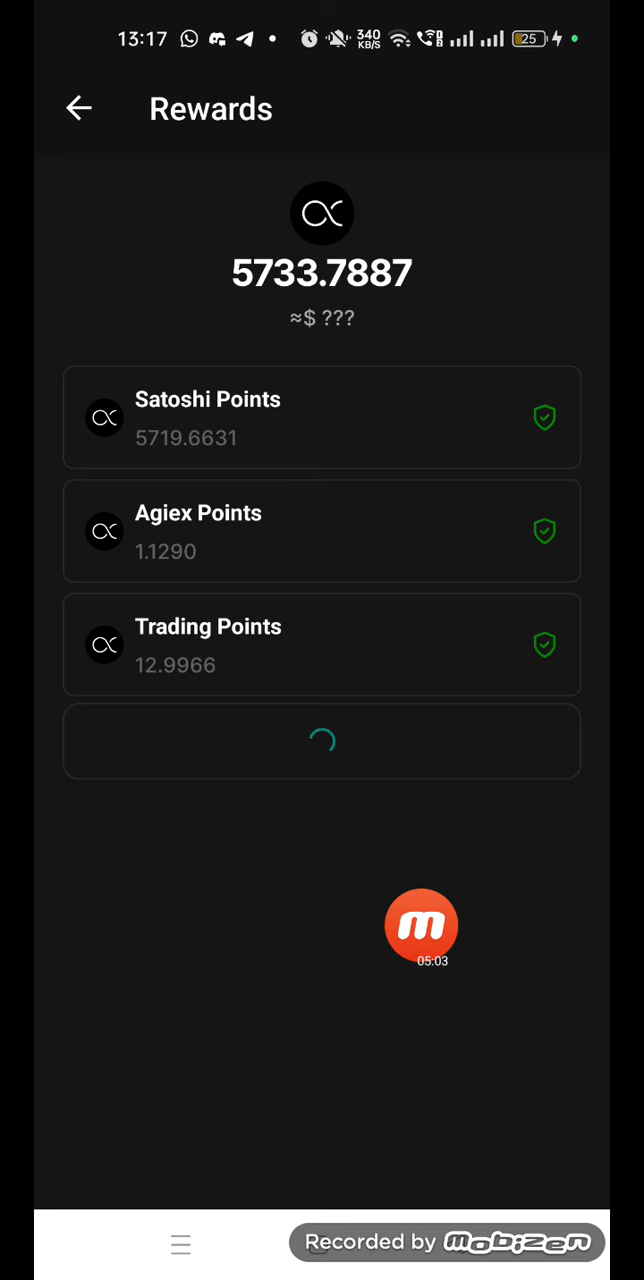 13:17 340 KB/S 25
Rewards
5733.7887
≈$ ???
Satoshi Points
5719.6631
Agiex Points
1.1290
Trading Points
12.9966
m
05:03
Recorded by mobizen